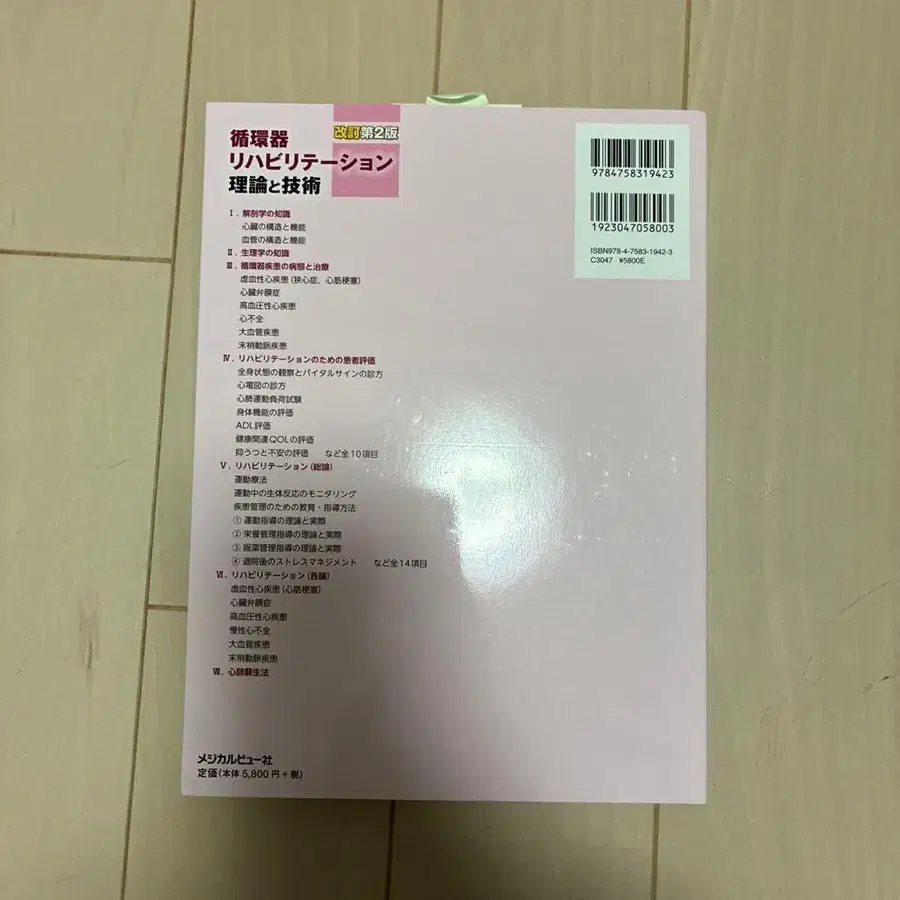 循環器
リハビリテーション
理論と技術
改訂第2版
9784758319423
1923047058003
ISBN978-4-7583-1942-3
C3047 ¥5800E
Ⅰ. 解剖学の知識
心臓の構造と機能
血管の構造と機能
Ⅱ. 生理学の知識
Ⅲ. 循環器疾患の病態と治療
虚血性心疾患(狭心症, 心筋梗塞)
心臓弁膜症
高血圧性心疾患
心不全
大血管疾患
末梢動脈疾患
Ⅳ. リハビリテーションのための患者評価
全身状態の観察とバイタルサインの診方
心電図の診方
心肺運動負荷試験
身体機能の評価
ADL評価
健康関連QOLの評価
抑うつと不安の評価 など全10項目
Ⅴ. リハビリテーション(総論)
運動療法
運動中の生体反応のモニタリング
疾患管理のための教育・指導方法
① 運動指導の理論と実際
② 栄養管理指導の理論と実際
③ 服薬管理指導の理論と実際
④ 退院後のストレスマネジメント など全14項目
Ⅵ. リハビリテーション(各論)
虚血性心疾患(心筋梗塞)
心臓弁膜症
高血圧性心疾患
慢性心不全
大血管疾患
末梢動脈疾患
Ⅶ. 心肺蘇生法
メジカルビュー社
定価(本体5,800円+税)